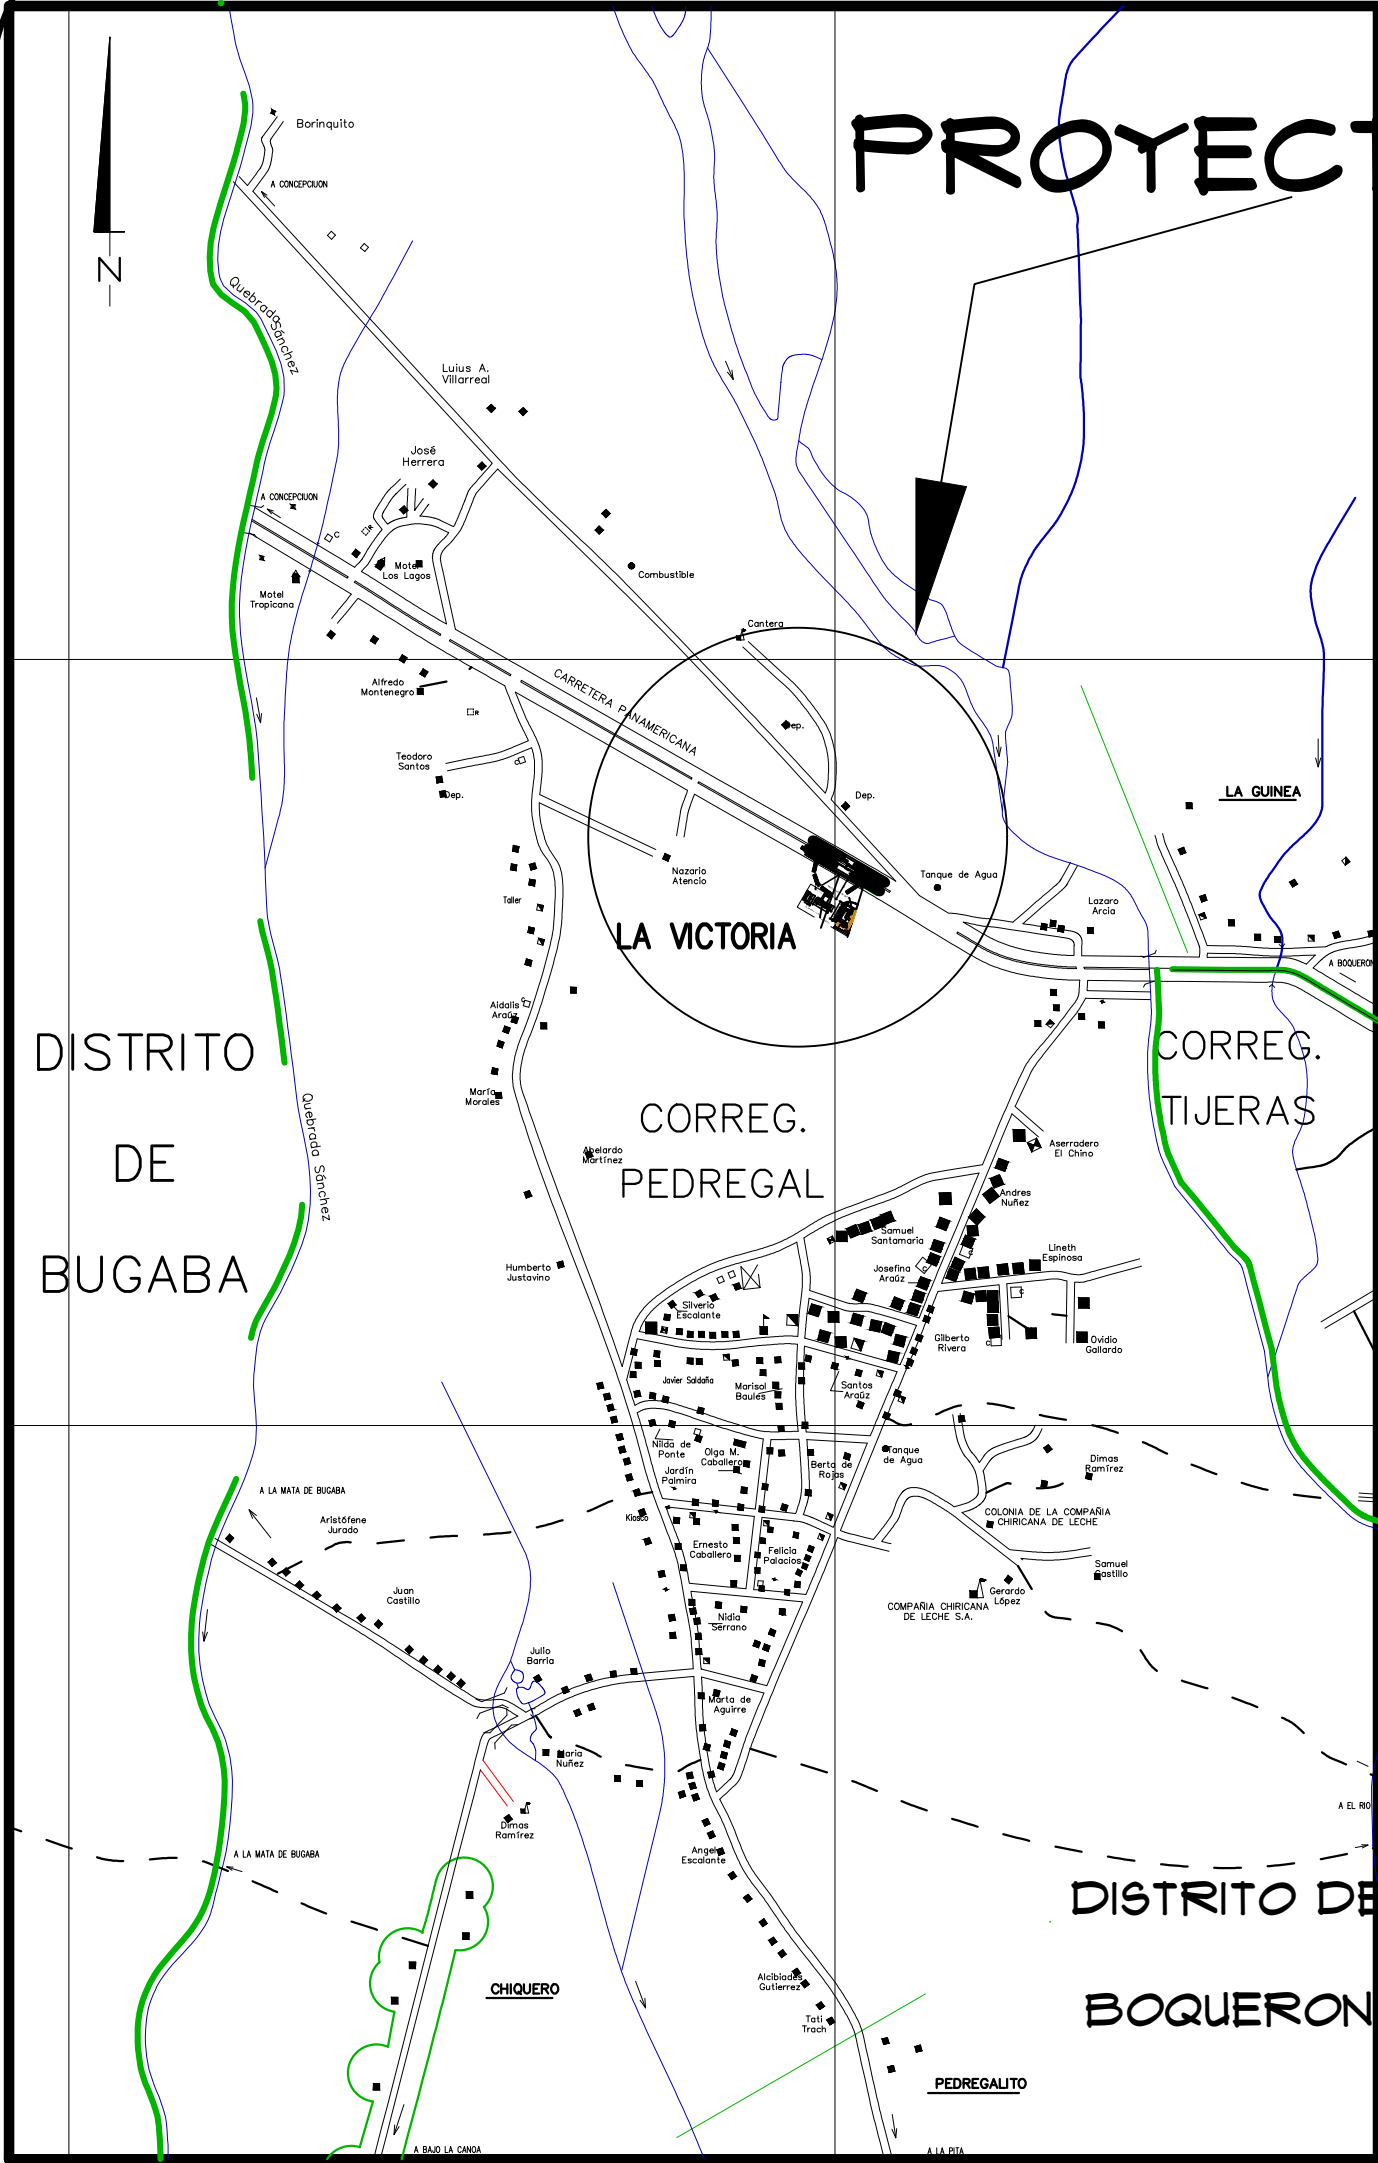 PROYECT
Borinquito
A CONCEPCIUON
N
Quebrada
Sánchez
Luius A.
Villarreal
José
Herrera
A CONCEPCIUON
C
R
Motel
Los Lagos
Motel
Tropicana
Combustible
Cantera
CARRETERA PANAMERICANA
Alfredo
Montenegro
R
Dep.
Teodoro
Santos
C
Dep.
Dep.
LA GUINEA
Nazario
Atencio
Tanque de Agua
Taller
Lazaro
Arcia
LA VICTORIA
A BOQUERON
Aidalis
Araúz
C
DISTRITO
DE
BUGABA
CORREG.
TIJERAS
María
Morales
CORREG.
PEDREGAL
Quebrada Sánchez
Abelardo
Martínez
Aserradero
El Chino
Andres
Nuñez
Samuel
Santamaria
Lineth
Espinosa
C
Humberto
Justavino
Josefina
Araúz
C
C
Silverio
Escalante
Gilberto
Rivera
C
Ovidio
Gallardo
Javier Saldaña
Marisol
Baules
Santos
Araúz
Nilda de
Ponte
Olga M.
Caballero
Jardín
Palmira
Berta de
Rojas
Tanque
de Agua
Dimas
Ramírez
A LA MATA DE BUGABA
Aristófene
Jurado
Kiosco
COLONIA DE LA COMPAÑIA
CHIRICANA DE LECHE
Ernesto
Caballero
Felicia
Palacios
Samuel
Castillo
Juan
Castillo
Gerardo
López
COMPAÑIA CHIRICANA
DE LECHE S.A.
Nidia
Serrano
Julio
Barría
Marta de
Aguirre
Maria
Nuñez
Dimas
Ramírez
A EL RIO
A LA MATA DE BUGABA
Angel
Escalante
DISTRITO DE
BOQUERON
CHIQUERO
Alcibiades
Gutierrez
Tati
Trach
PEDREGALITO
A BAJO LA CANOA
A LA PITA